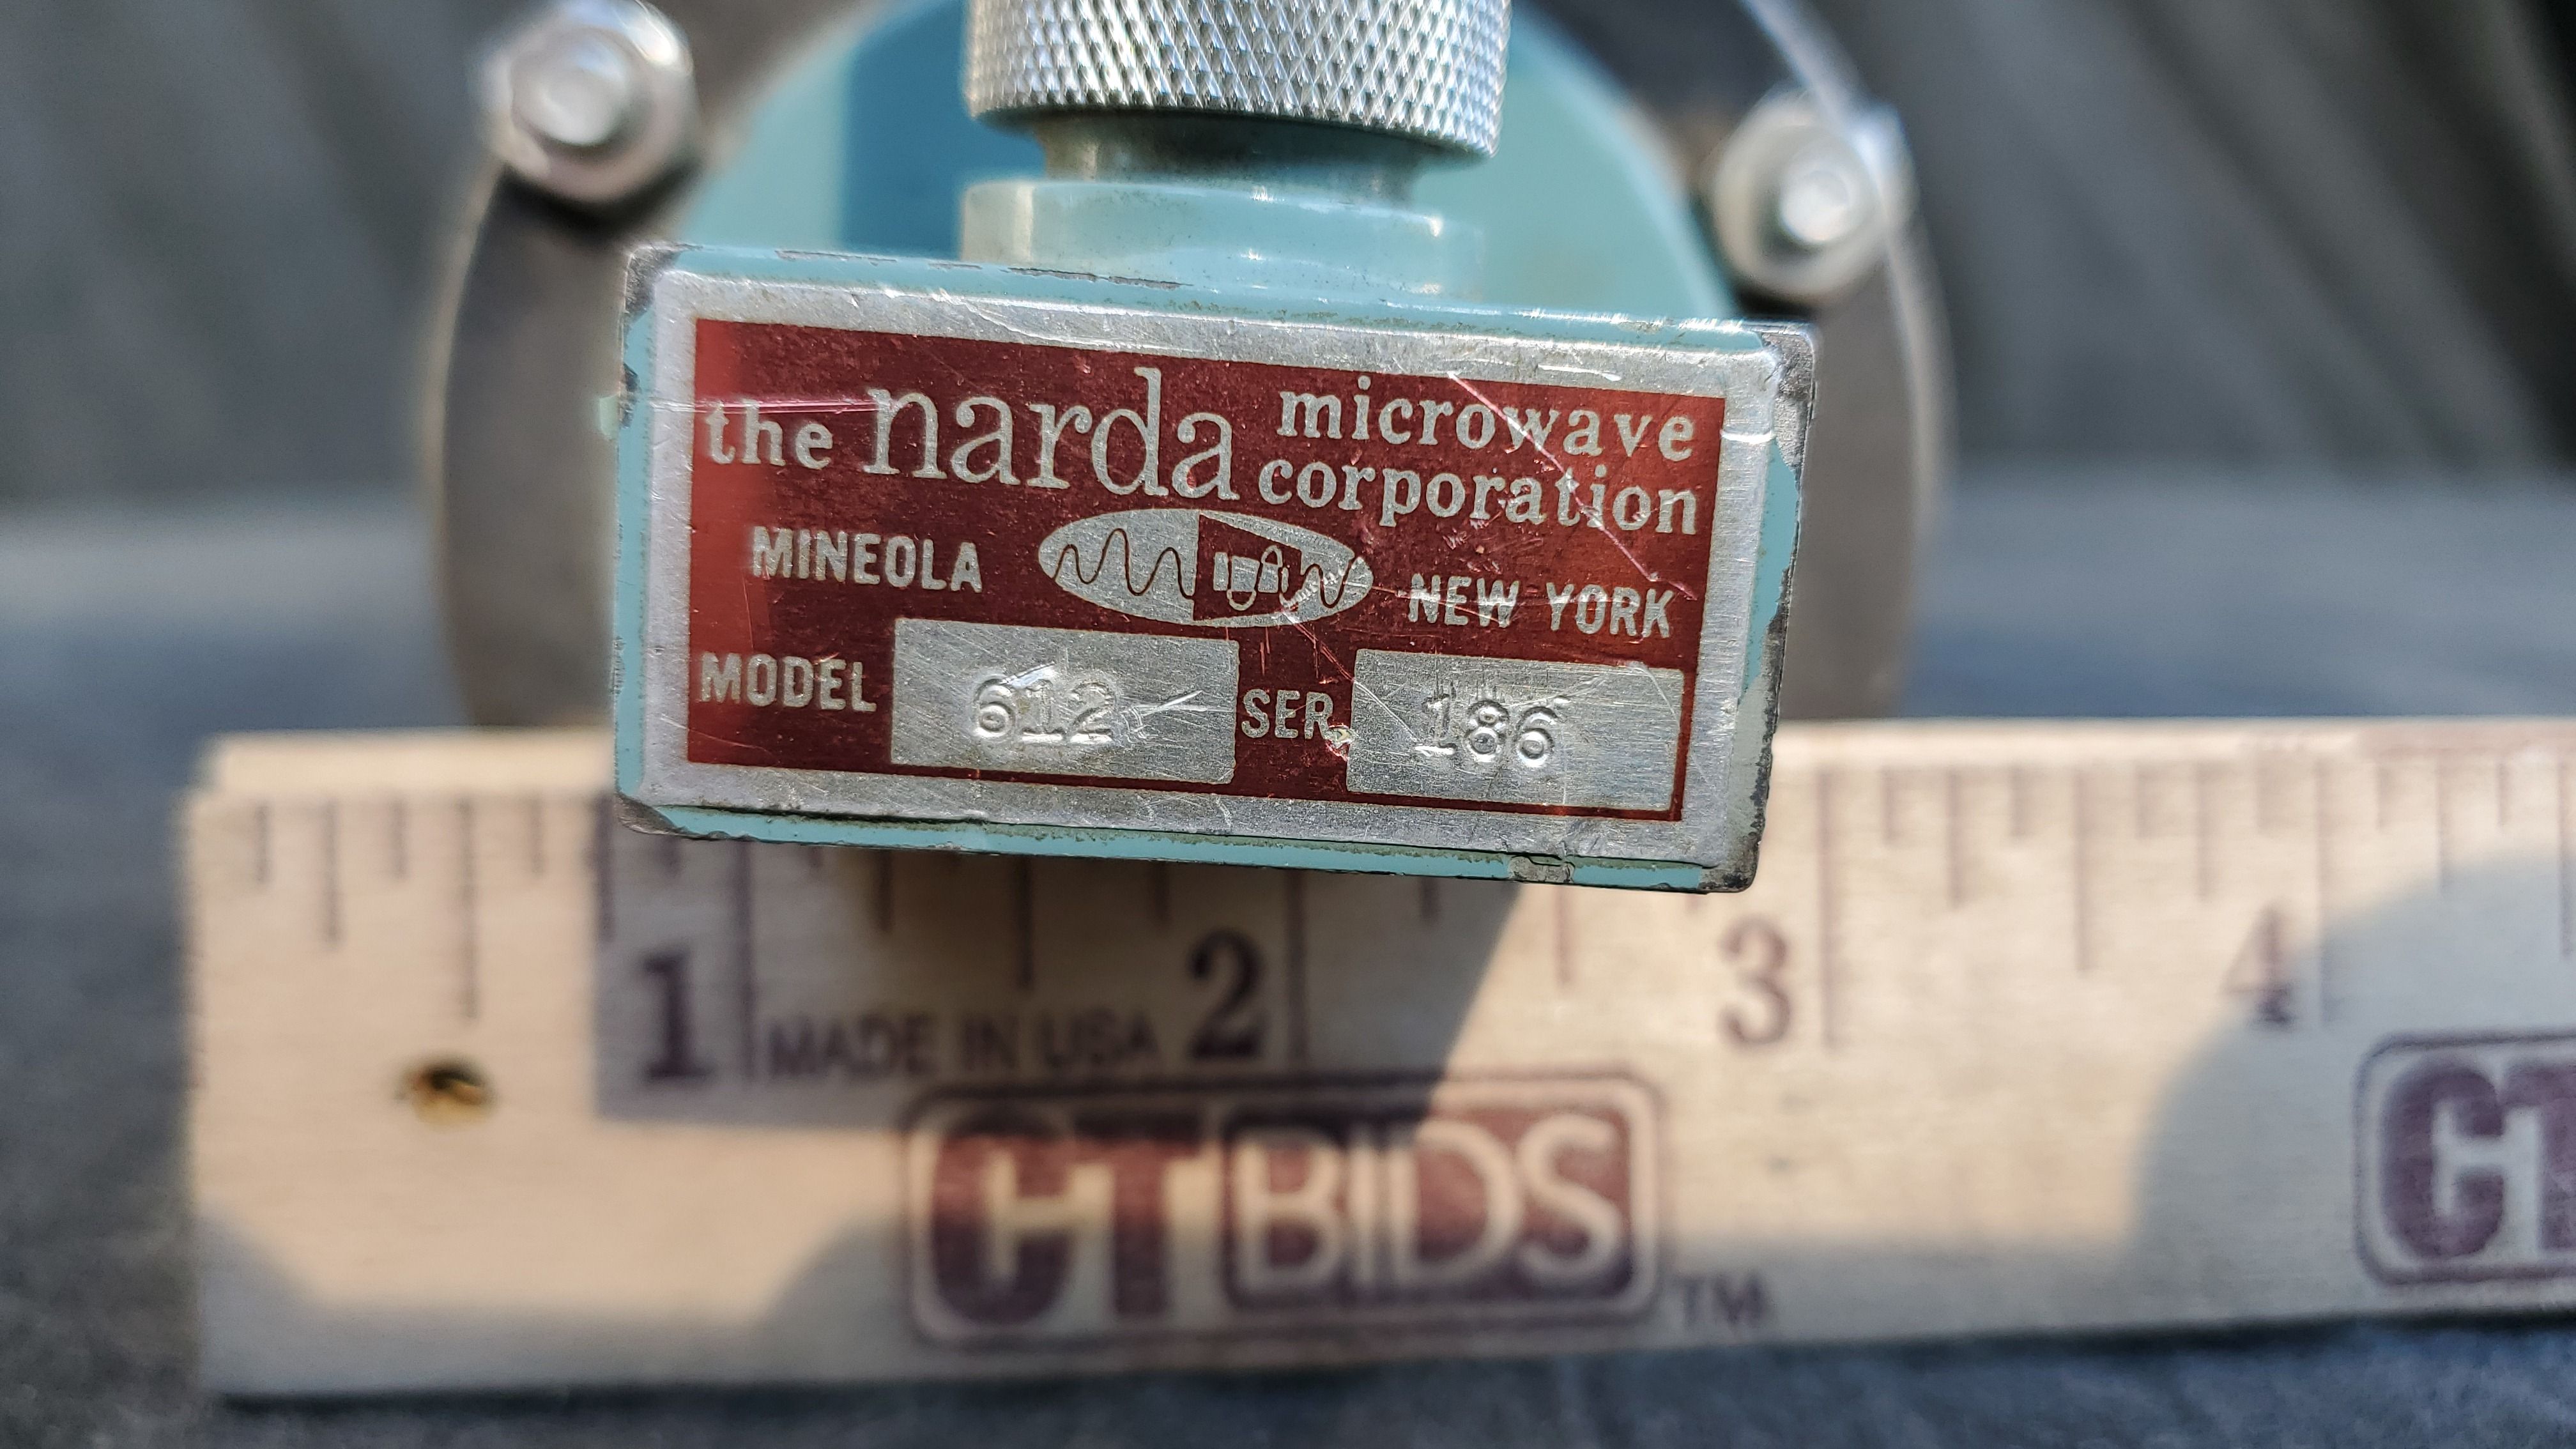 the narda microwave
corporation
MINEOLA NEW YORK
MODEL 612 SER. 186
1 2 3 4
MADE IN USA
CTBIDS TM
CT